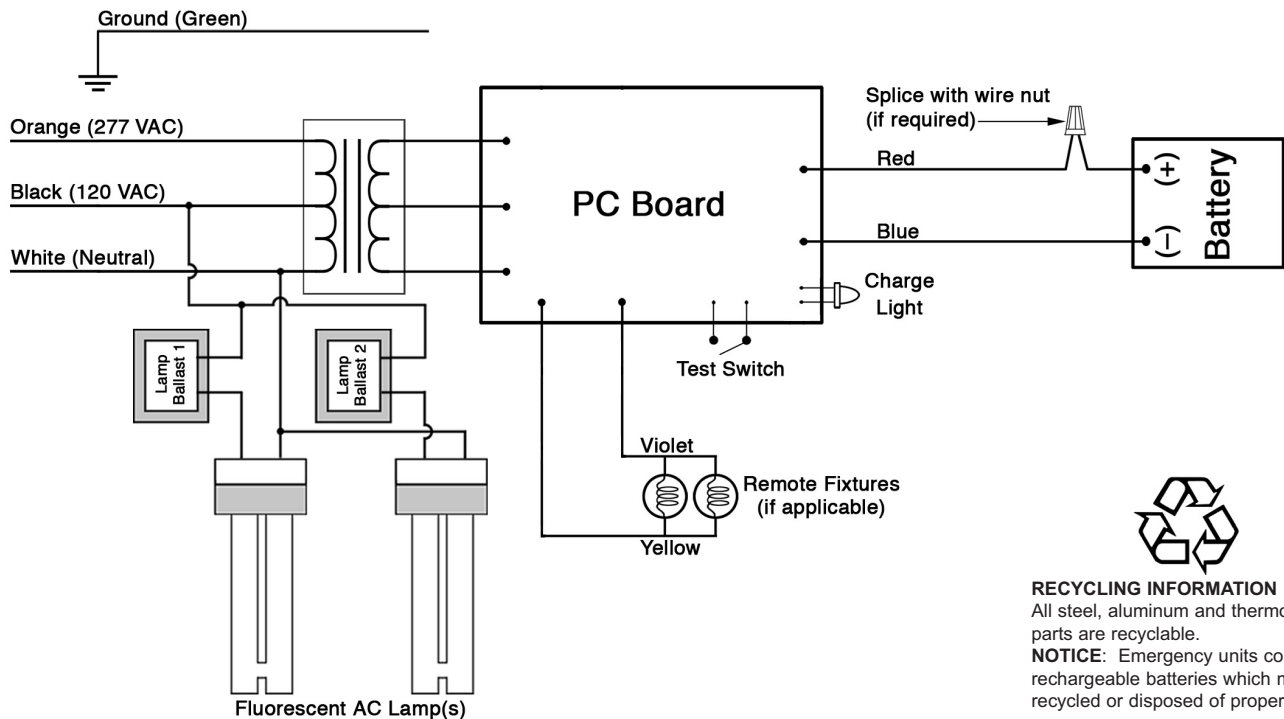 Ground (Green)
Orange (277 VAC)
Black (120 VAC)
White (Neutral)
PC Board
Splice with wire nut
(if required)
Red
Blue
(+)
(−)
Battery
Charge
Light
Test Switch
Lamp
Ballast 1
Lamp
Ballast 2
Violet
Yellow
Remote Fixtures
(if applicable)
Fluorescent AC Lamp(s)
RECYCLING INFORMATION
All steel, aluminum and thermo
parts are recyclable.
NOTICE: Emergency units co
rechargeable batteries which m
recycled or disposed of proper